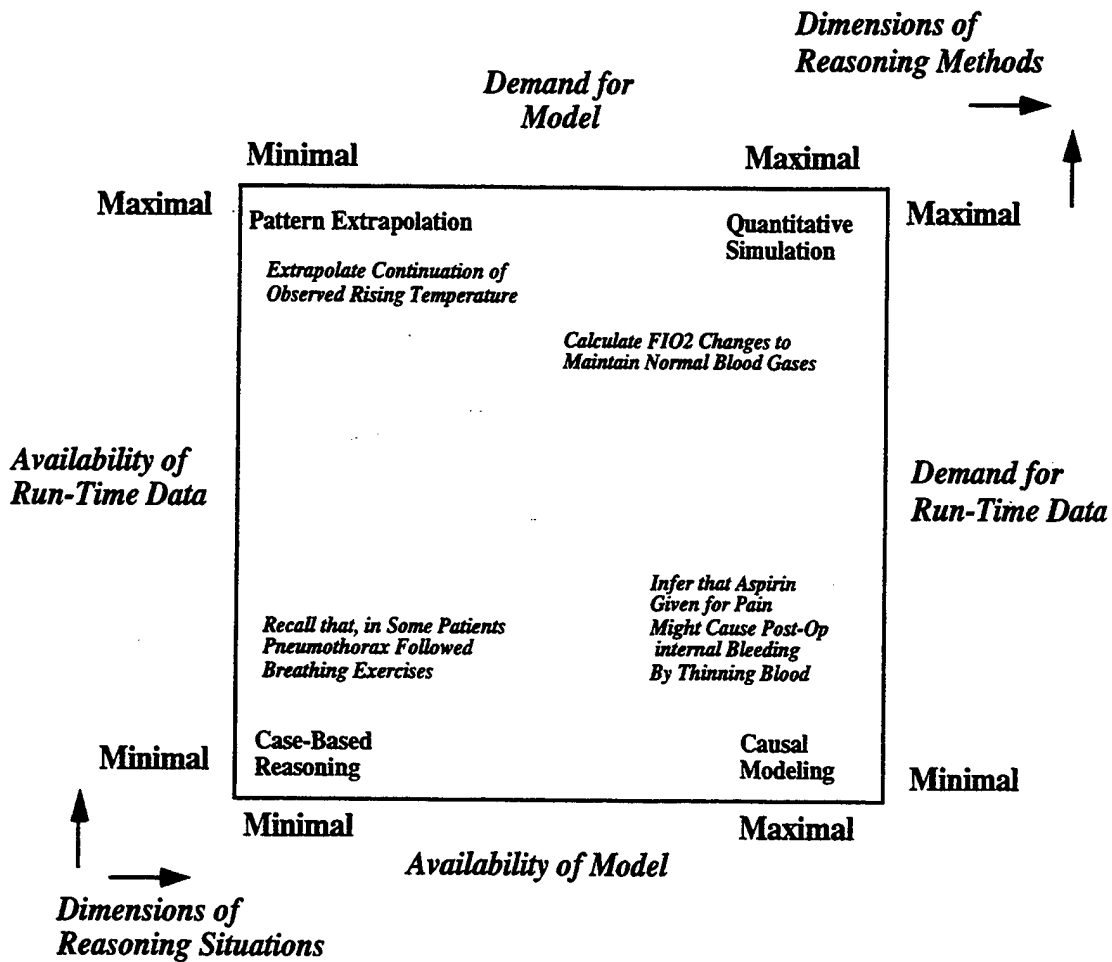 Dimensions of
Reasoning Methods
Demand for
Model
Minimal
Maximal
Maximal
Maximal
Pattern Extrapolation
Quantitative
Simulation
Extrapolate Continuation of
Observed Rising Temperature
Calculate FIO2 Changes to
Maintain Normal Blood Gases
Availability of
Run-Time Data
Demand for
Run-Time Data
Infer that Aspirin
Given for Pain
Might Cause Post-Op
internal Bleeding
By Thinning Blood
Recall that, in Some Patients
Pneumothorax Followed
Breathing Exercises
Case-Based
Reasoning
Causal
Modeling
Minimal
Minimal
Minimal
Maximal
Availability of Model
Dimensions of
Reasoning Situations